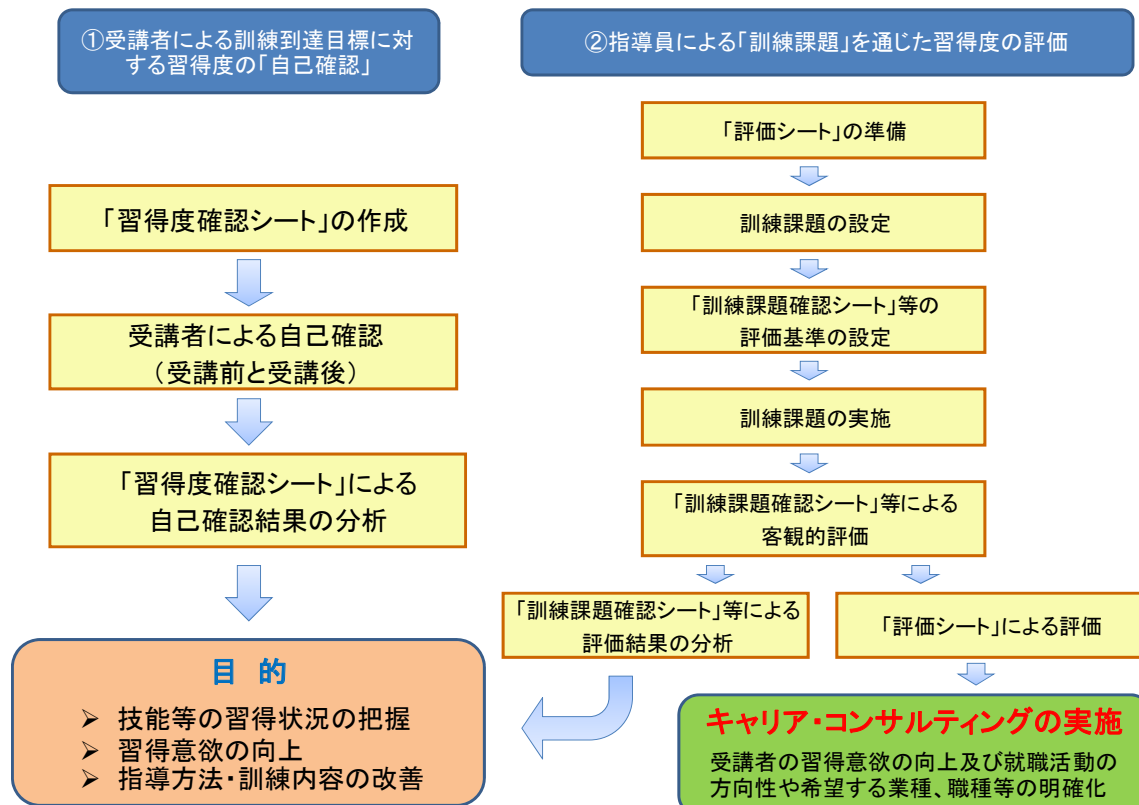 ①受講者による訓練到達目標に対
する習得度の「自己確認」
「習得度確認シート」の作成
受講者による自己確認
（受講前と受講後）
「習得度確認シート」による
自己確認結果の分析
目 的
➢ 技能等の習得状況の把握
➢ 習得意欲の向上
➢ 指導方法・訓練内容の改善
②指導員による「訓練課題」を通じた習得度の評価
「評価シート」の準備
訓練課題の設定
「訓練課題確認シート」等の
評価基準の設定
訓練課題の実施
「訓練課題確認シート」等による
客観的評価
「訓練課題確認シート」等による
評価結果の分析
「評価シート」による評価
キャリア・コンサルティングの実施
受講者の習得意欲の向上及び就職活動の
方向性や希望する業種、職種等の明確化